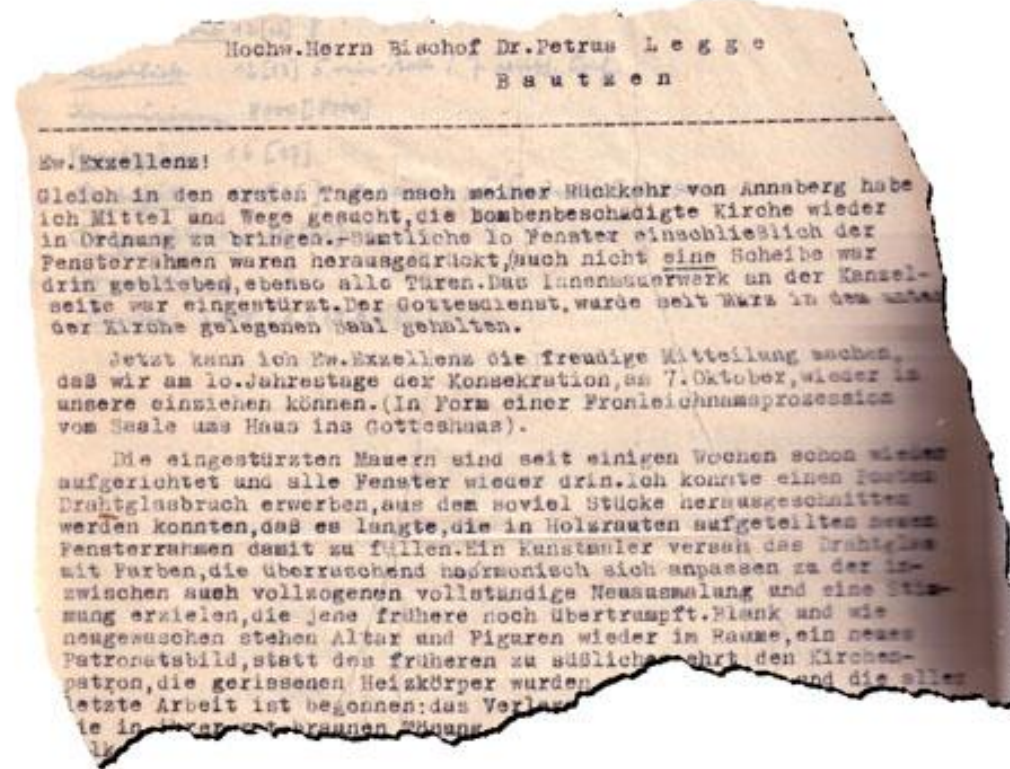 Hochw.Herrn Bischof Dr.Petrus Legge
Bautzen
Ew.Exzellenz!
Gleich in den ersten Tagen nach meiner Rückkehr von Annaberg habe
ich Mittel und Wege gesucht,die bombenbeschädigte Kirche wieder
in Ordnung zu bringen.-Sämtliche 10 Fenster einschließlich der
Fensterrahmen waren herausgedrückt,auch nicht eine Scheibe war
drin geblieben,ebenso alle Türen.Das Innenmauerwerk an der Kanzel-
seite war eingestürzt.Der Gottesdienst,wurde seit März in dem unter
der Kirche gelegenen Saal gehalten.
Jetzt kann ich Ew.Exzellenz die freudige Mitteilung machen,
daß wir am 10.Jahrestage der Konsekration,am 7.Oktober,wieder in
unsere einziehen können.(In Form einer Fronleichnamsprozession
vom Saale ums Haus ins Gotteshaus).
Die eingestürzten Mauern sind seit einigen Wochen schon wieder
aufgerichtet und alle Fenster wieder drin.Ich konnte einen Posten
Drahtglasbruch erwerben,aus dem soviel Stücke herausgeschnitten
werden konnten,daß es langte,die in Holzrauten aufgeteilten neuen
Fensterrahmen damit zu füllen.Ein Kunstmaler versah das Drahtglas
mit Farben,die überraschend haormonisch sich anpassen zu der in-
zwischen auch vollzogenen vollständige Neuausmalung und eine Stim-
mung erzielen,die jene frühere noch übertrumpft.Blank und wie
neugewaschen stehen Altar und Figuren wieder im Raume,ein neues
Patronatsbild,statt des früheren zu süßliche ehrt den Kirchen-
patron,die gerissenen Heizkörper wurden und die aller
letzte Arbeit ist begonnen:das
in ihrer braunen Tönung